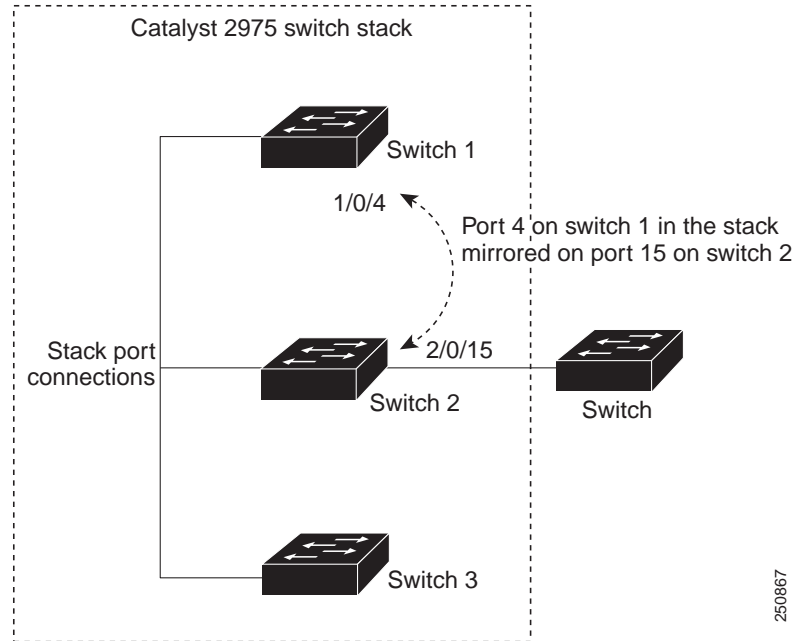 Catalyst 2975 switch stack
Switch 1
1/0/4
Port 4 on switch 1 in the stack
mirrored on port 15 on switch 2
Stack port
connections
2/0/15
Switch 2
Switch
Switch 3
250867